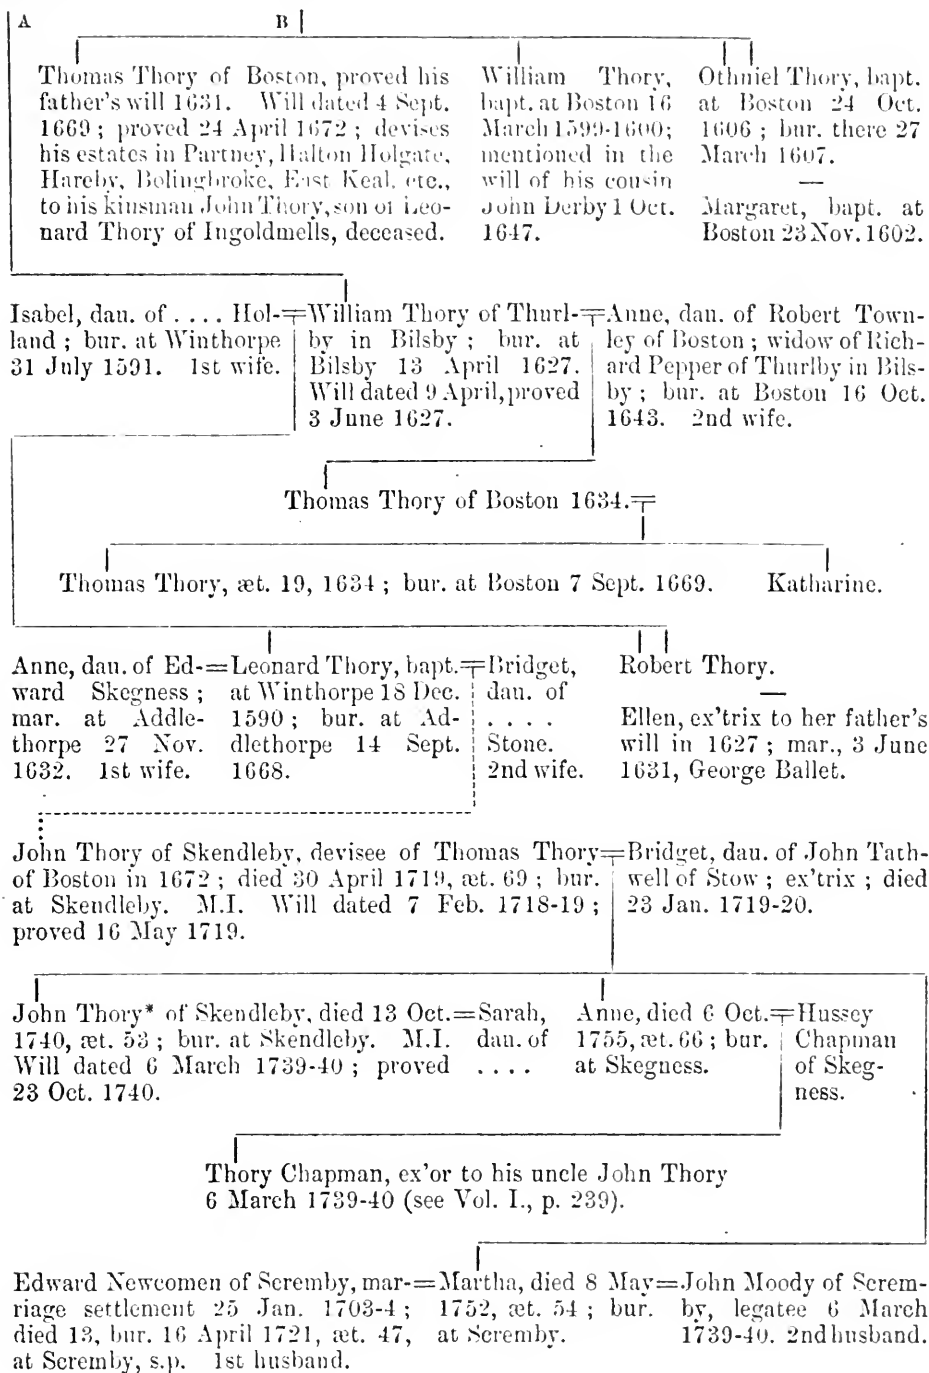 A B
Thomas Thory of Boston, proved his
father's will 1631. Will dated 4 Sept.
1669; proved 24 April 1672; devises
his estates in Partney, Halton Holgate,
Hareby, Bolingbroke, East Keal, etc.,
to his kinsman John Thory, son of Leo-
nard Thory of Ingoldmells, deceased.
William Thory,
bapt. at Boston 16
March 1599-1600;
mentioned in the
will of his cousin
John Derby 1 Oct.
1647.
Othniel Thory, bapt.
at Boston 24 Oct.
1606; bur. there 27
March 1607.
—
Margaret, bapt. at
Boston 23 Nov. 1602.
Isabel, dau. of .... Hol-
land; bur. at Winthorpe
31 July 1591. 1st wife.
=William Thory of Thurl-
by in Bilsby; bur. at
Bilsby 13 April 1627.
Will dated 9 April, proved
3 June 1627.
=Anne, dau. of Robert Town-
ley of Boston; widow of Rich-
ard Pepper of Thurlby in Bils-
by; bur. at Boston 16 Oct.
1643. 2nd wife.
Thomas Thory of Boston 1634.=
Thomas Thory, æt. 19, 1634; bur. at Boston 7 Sept. 1669.
Katharine.
Anne, dau. of Ed-
ward Skegness;
mar. at Addle-
thorpe 27 Nov.
1632. 1st wife.
=Leonard Thory, bapt.
at Winthorpe 18 Dec.
1590; bur. at Ad-
dlethorpe 14 Sept.
1668.
=Bridget,
dau. of
....
Stone.
2nd wife.
Robert Thory.
—
Ellen, ex'trix to her father's
will in 1627; mar., 3 June
1631, George Ballet.
John Thory of Skendleby, devisee of Thomas Thory
of Boston in 1672; died 30 April 1719, æt. 69; bur.
at Skendleby. M.I. Will dated 7 Feb. 1718-19;
proved 16 May 1719.
=Bridget, dau. of John Tath-
well of Stow; ex'trix; died
23 Jan. 1719-20.
John Thory* of Skendleby, died 13 Oct.
1740, æt. 53; bur. at Skendleby. M.I.
Will dated 6 March 1739-40; proved
23 Oct. 1740.
=Sarah,
dau. of
....
Anne, died 6 Oct.
1755, æt. 66; bur.
at Skegness.
=Hussey
Chapman
of Skeg-
ness.
Thory Chapman, ex'or to his uncle John Thory
6 March 1739-40 (see Vol. I., p. 239).
Edward Newcomen of Scremby, mar-
riage settlement 25 Jan. 1703-4;
died 13, bur. 16 April 1721, æt. 47,
at Scremby, s.p. 1st husband.
=Martha, died 8 May
1752, æt. 54; bur.
at Scremby.
=John Moody of Screm-
by, legatee 6 March
1739-40. 2nd husband.